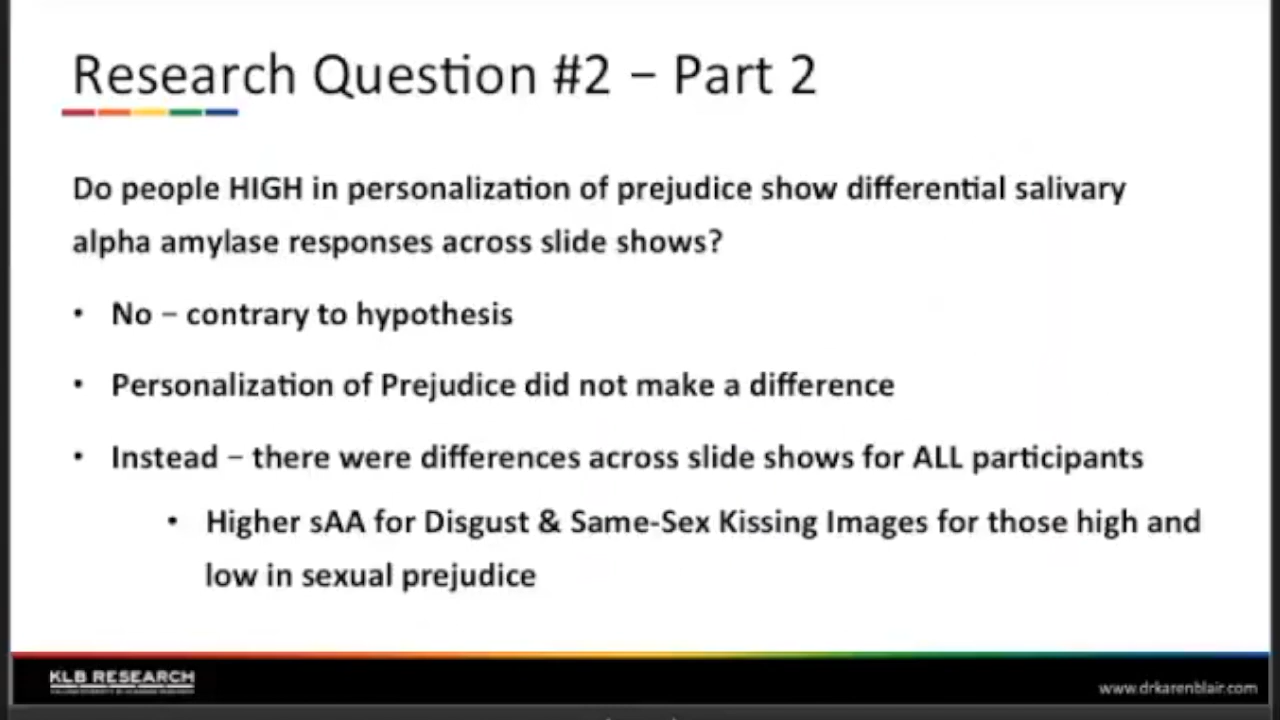 Research Question #2 – Part 2
Do people HIGH in personalization of prejudice show differential salivary
alpha amylase responses across slide shows?
• No – contrary to hypothesis
• Personalization of Prejudice did not make a difference
• Instead – there were differences across slide shows for ALL participants
• Higher sAA for Disgust & Same-Sex Kissing Images for those high and
low in sexual prejudice
KLB RESEARCH
www.drkarenblair.com